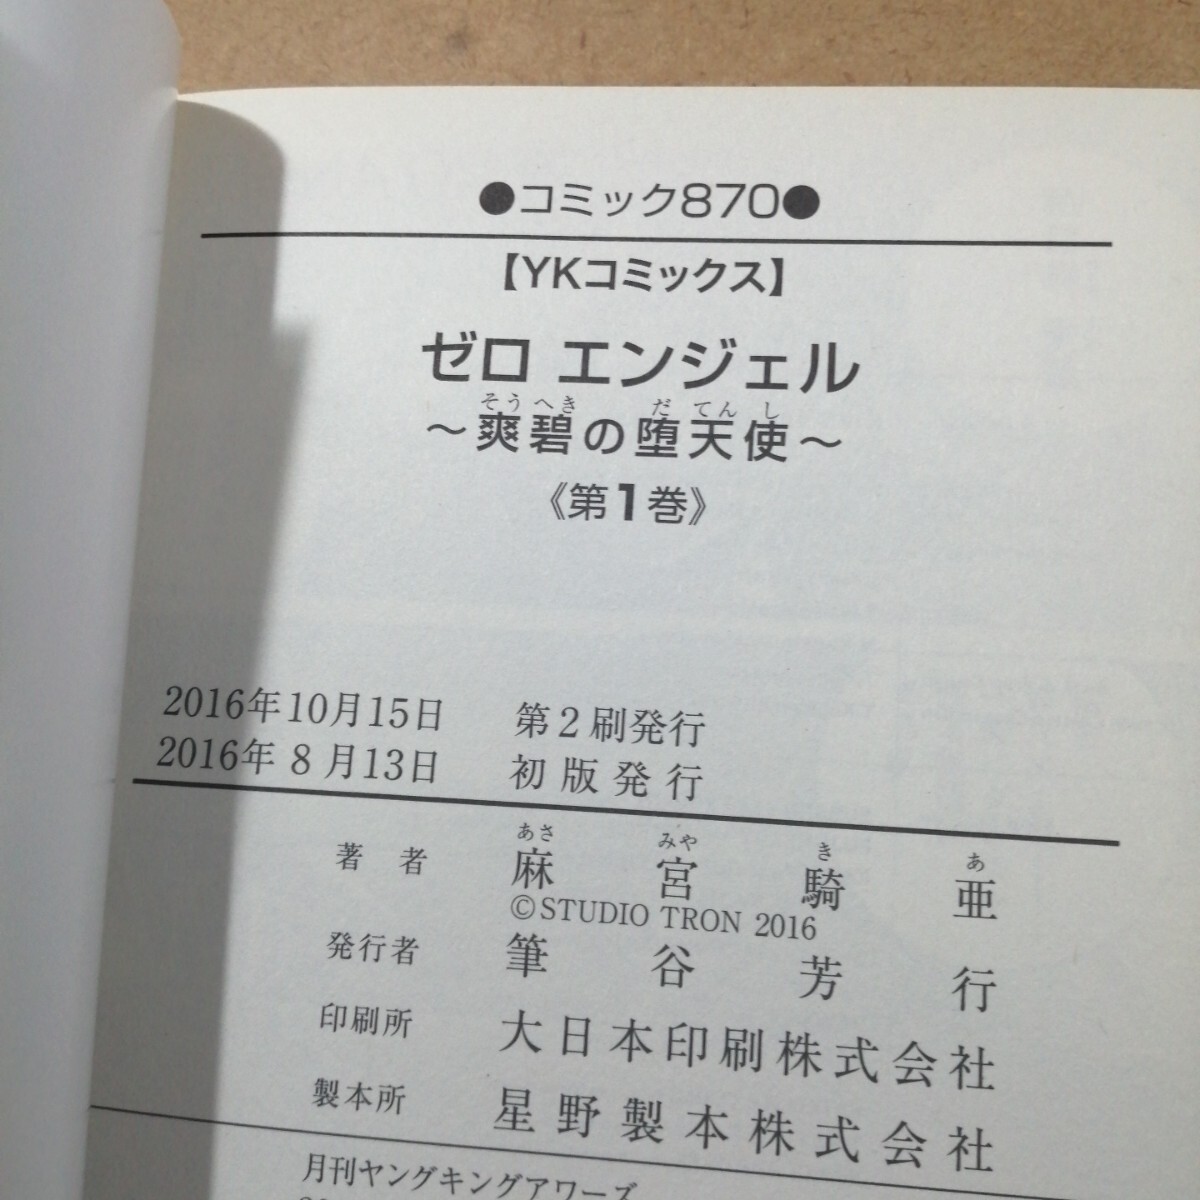 ●コミック870●
【YKコミックス】
ゼロ エンジェル
そうへき だ てん し
～爽碧の堕天使～
《第1巻》
2016年10月15日 第2刷発行
2016年 8月13日 初版発行
あさ みや き あ
著者 麻宮騎亜
©STUDIO TRON 2016
発行者 筆谷芳行
印刷所 大日本印刷株式会社
製本所 星野製本株式会社
月刊ヤングキングアワーズ